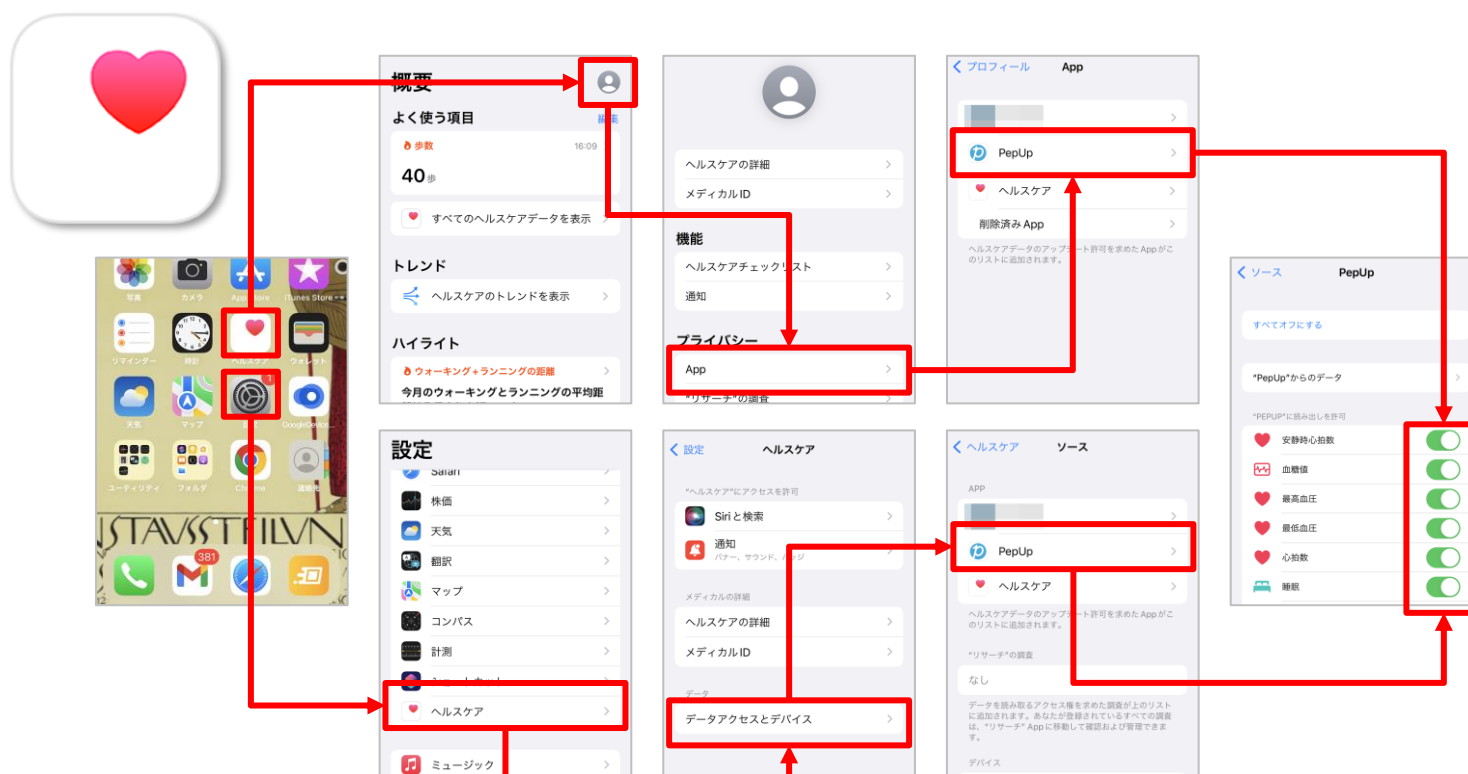 写真
カメラ
App Store
iTunes Store
リマインダー
時計
ヘルスケア
ウォレット
天気
マップ
設定
1
GoogleDevice...
ユーティリティ
フォルダ
Chrome
連絡先
381
概要
よく使う項目
編集
歩数
16:09
40歩
すべてのヘルスケアデータを表示
トレンド
ヘルスケアのトレンドを表示
ハイライト
ウォーキング+ランニングの距離
今月のウォーキングとランニングの平均距
ヘルスケアの詳細
メディカルID
機能
ヘルスケアチェックリスト
通知
プライバシー
App
"リサーチ"の調査
プロフィール
App
PepUp
ヘルスケア
削除済み App
ヘルスケアデータのアップデート許可を求めた Appがこ
のリストに追加されます。
設定
Safari
株価
天気
翻訳
マップ
コンパス
計測
ショートカット
ヘルスケア
ミュージック
設定
ヘルスケア
"ヘルスケア"にアクセスを許可
Siri と検索
通知
バナー、サウンド、バッジ
メディカルの詳細
ヘルスケアの詳細
メディカルID
データ
データアクセスとデバイス
ヘルスケア
ソース
APP
PepUp
ヘルスケア
ヘルスケアデータのアップデート許可を求めた Appがこ
のリストに追加されます。
"リサーチ"の調査
なし
データを読み取るアクセス権を求めた調査が上のリスト
に追加されます。あなたが登録されているすべての調査
は、"リサーチ" Appに移動して確認および管理できま
す。
デバイス
ソース
PepUp
すべてオフにする
"PepUp"からのデータ
"PEPUP"に読み出しを許可
安静時心拍数
血糖値
最高血圧
最低血圧
心拍数
睡眠